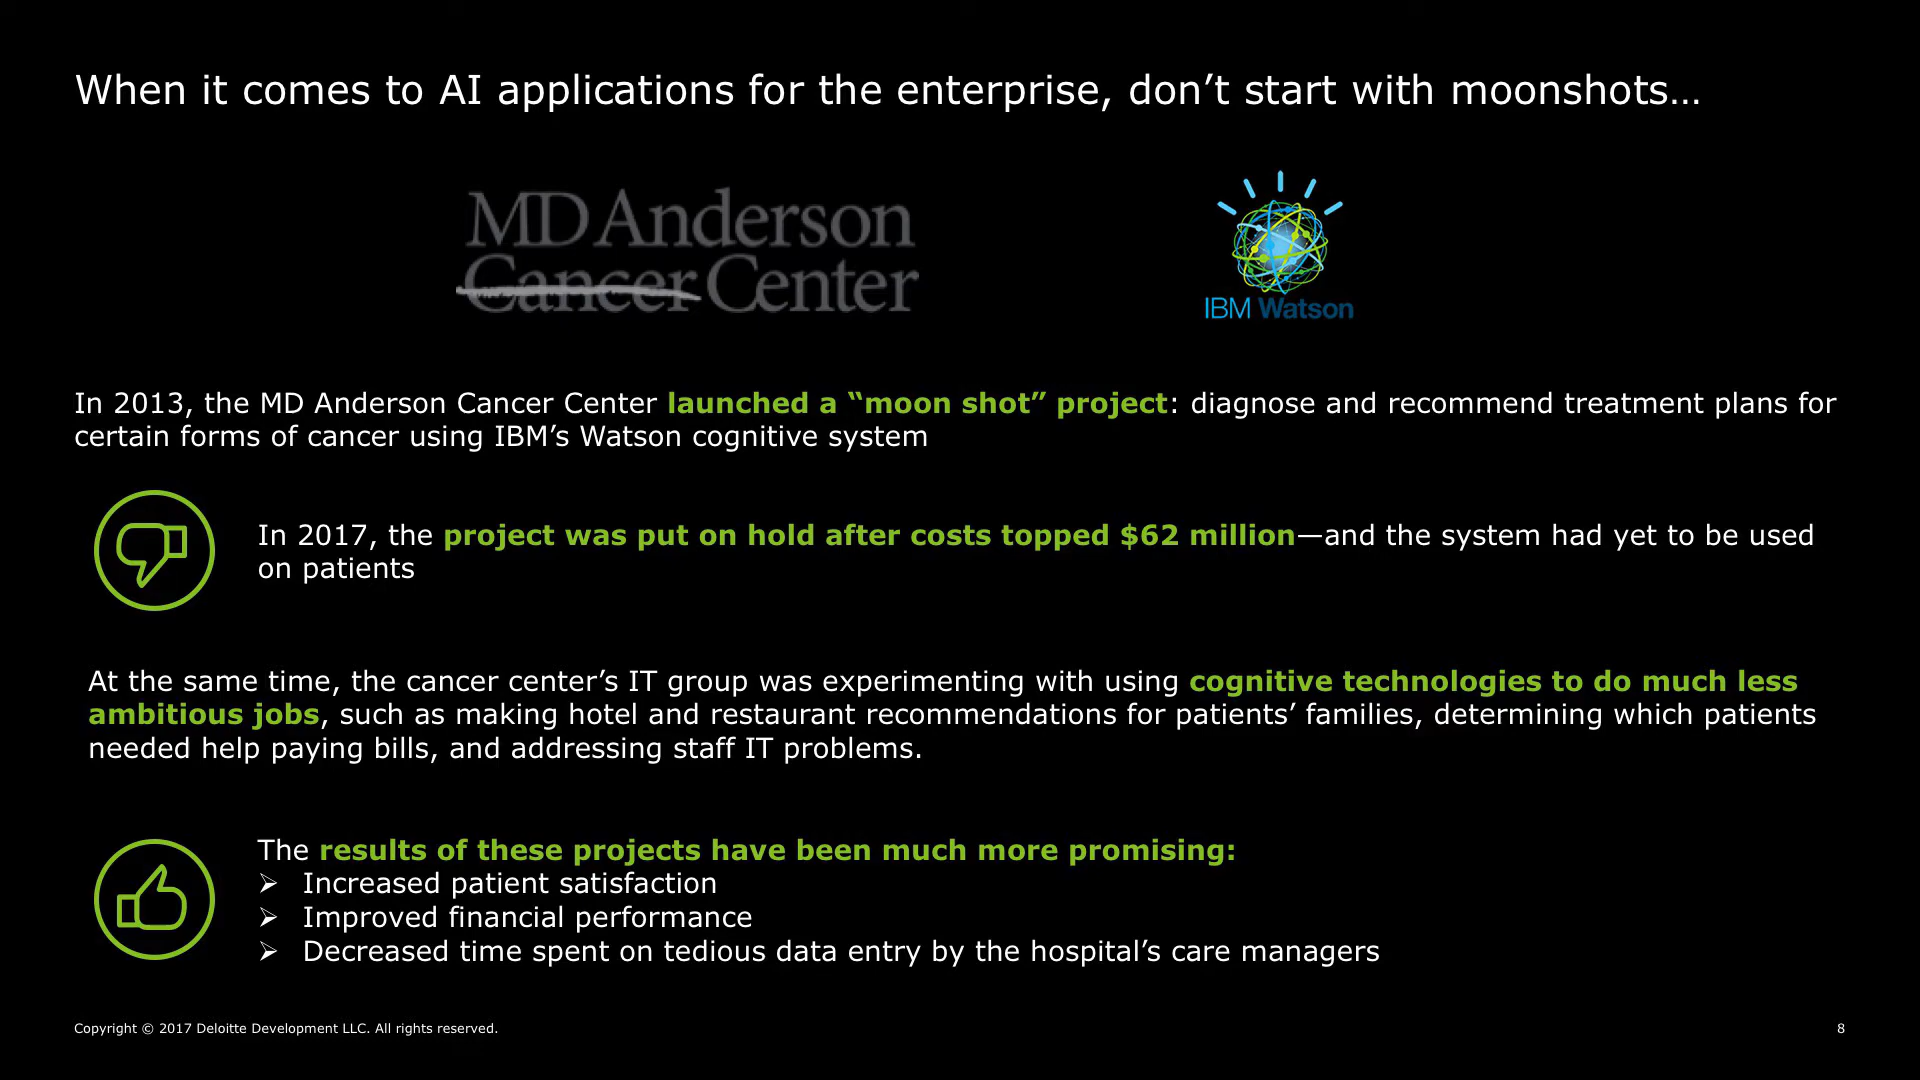 When it comes to AI applications for the enterprise, don’t start with moonshots…
MD Anderson
Cancer Center
IBM Watson
In 2013, the MD Anderson Cancer Center launched a “moon shot” project: diagnose and recommend treatment plans for
certain forms of cancer using IBM’s Watson cognitive system
In 2017, the project was put on hold after costs topped $62 million—and the system had yet to be used
on patients
At the same time, the cancer center’s IT group was experimenting with using cognitive technologies to do much less
ambitious jobs, such as making hotel and restaurant recommendations for patients’ families, determining which patients
needed help paying bills, and addressing staff IT problems.
The results of these projects have been much more promising:
➢ Increased patient satisfaction
➢ Improved financial performance
➢ Decreased time spent on tedious data entry by the hospital’s care managers
Copyright © 2017 Deloitte Development LLC. All rights reserved.
8